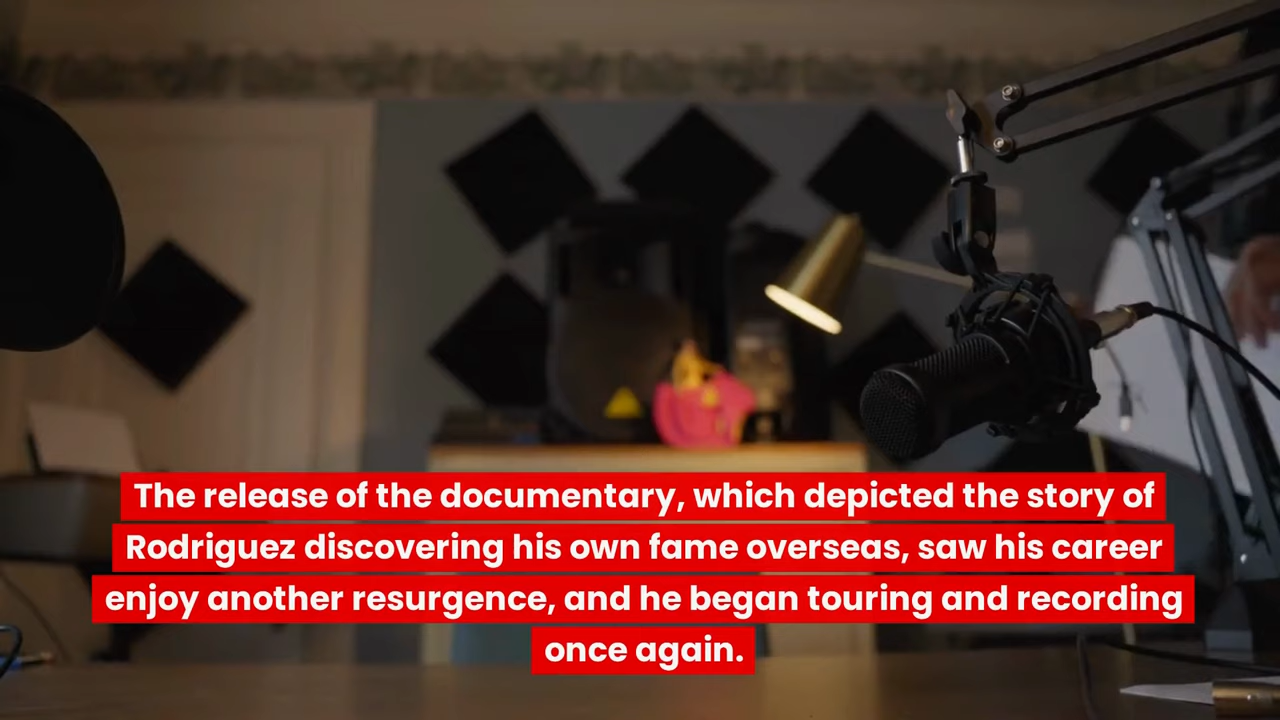 The release of the documentary, which depicted the story of
Rodriguez discovering his own fame overseas, saw his career
enjoy another resurgence, and he began touring and recording
once again.